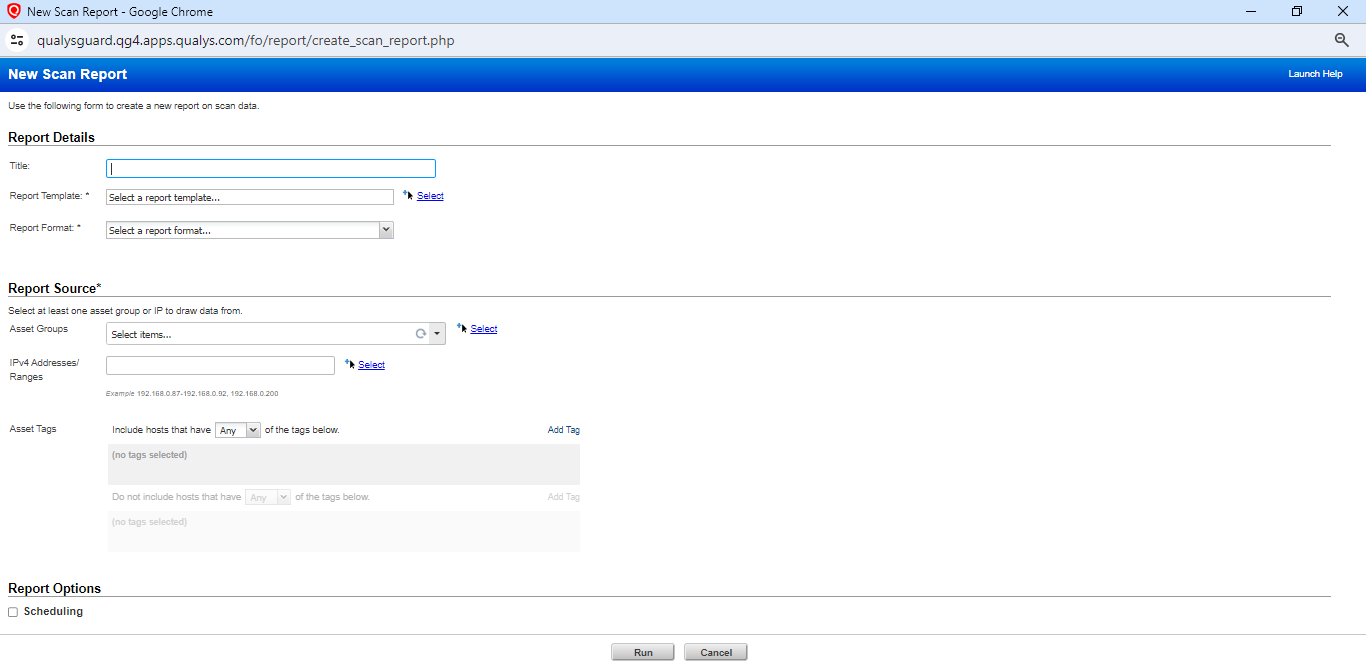 New Scan Report - Google Chrome
qualysguard.qg4.apps.qualys.com/fo/report/create_scan_report.php
New Scan Report Launch Help
Use the following form to create a new report on scan data.
Report Details
Title:
Report Template: * Select a report template... Select
Report Format: * Select a report format...
Report Source*
Select at least one asset group or IP to draw data from.
Asset Groups Select items... Select
IPv4 Addresses/ Select
Ranges
Example 192.168.0.87-192.168.0.92, 192.168.0.200
Asset Tags Include hosts that have Any of the tags below. Add Tag
(no tags selected)
Do not include hosts that have Any of the tags below. Add Tag
(no tags selected)
Report Options
Scheduling
Run Cancel